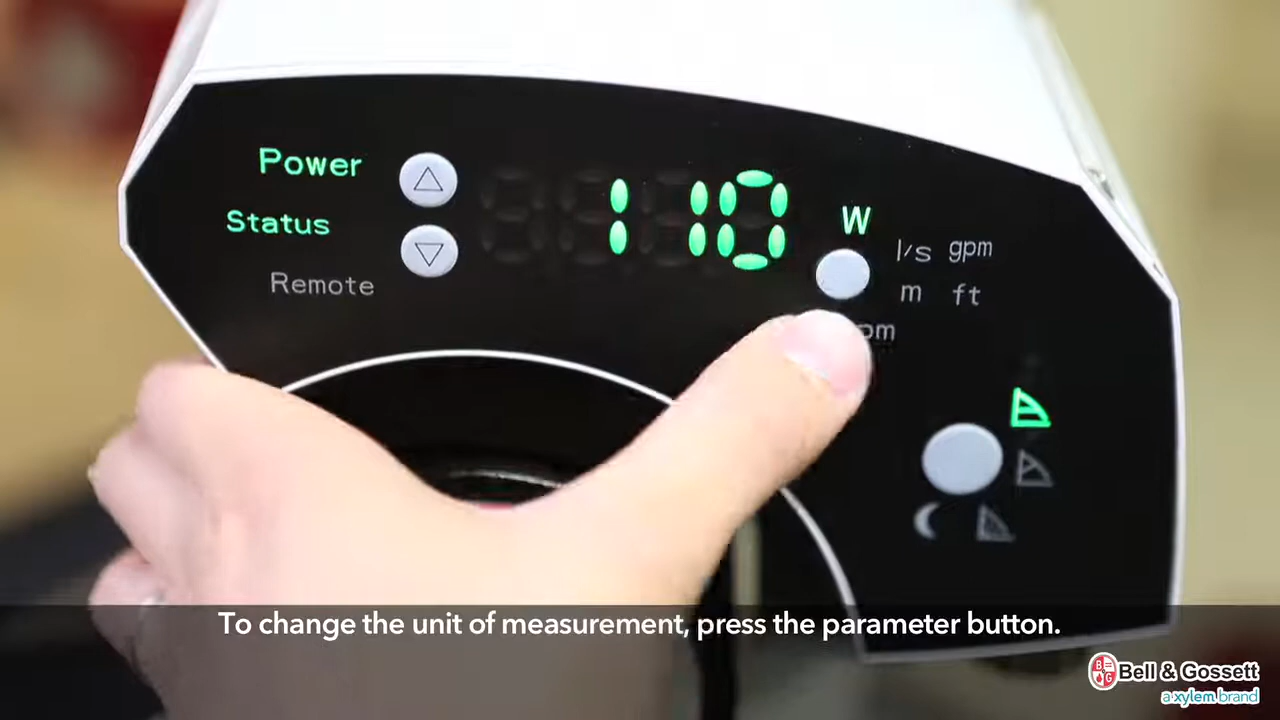 Power
Status
Remote
110
W
l/s gpm
m ft
pm
To change the unit of measurement, press the parameter button.
B G
Bell & Gossett
a xylem brand